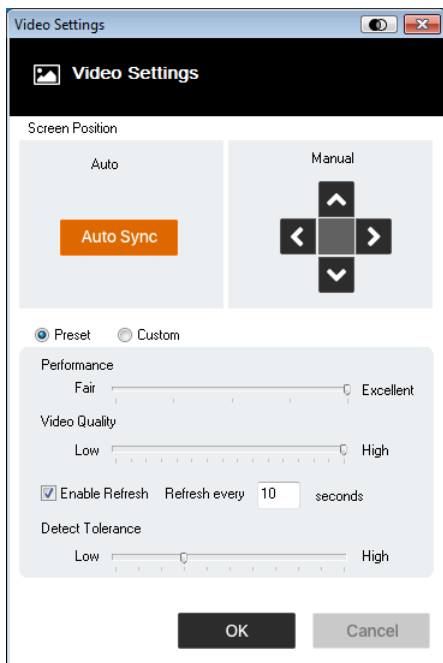 Video Settings
Video Settings
Screen Position
Auto
Manual
Auto Sync
Preset Custom
Performance
Fair Excellent
Video Quality
Low High
Enable Refresh Refresh every 10 seconds
Detect Tolerance
Low High
OK Cancel